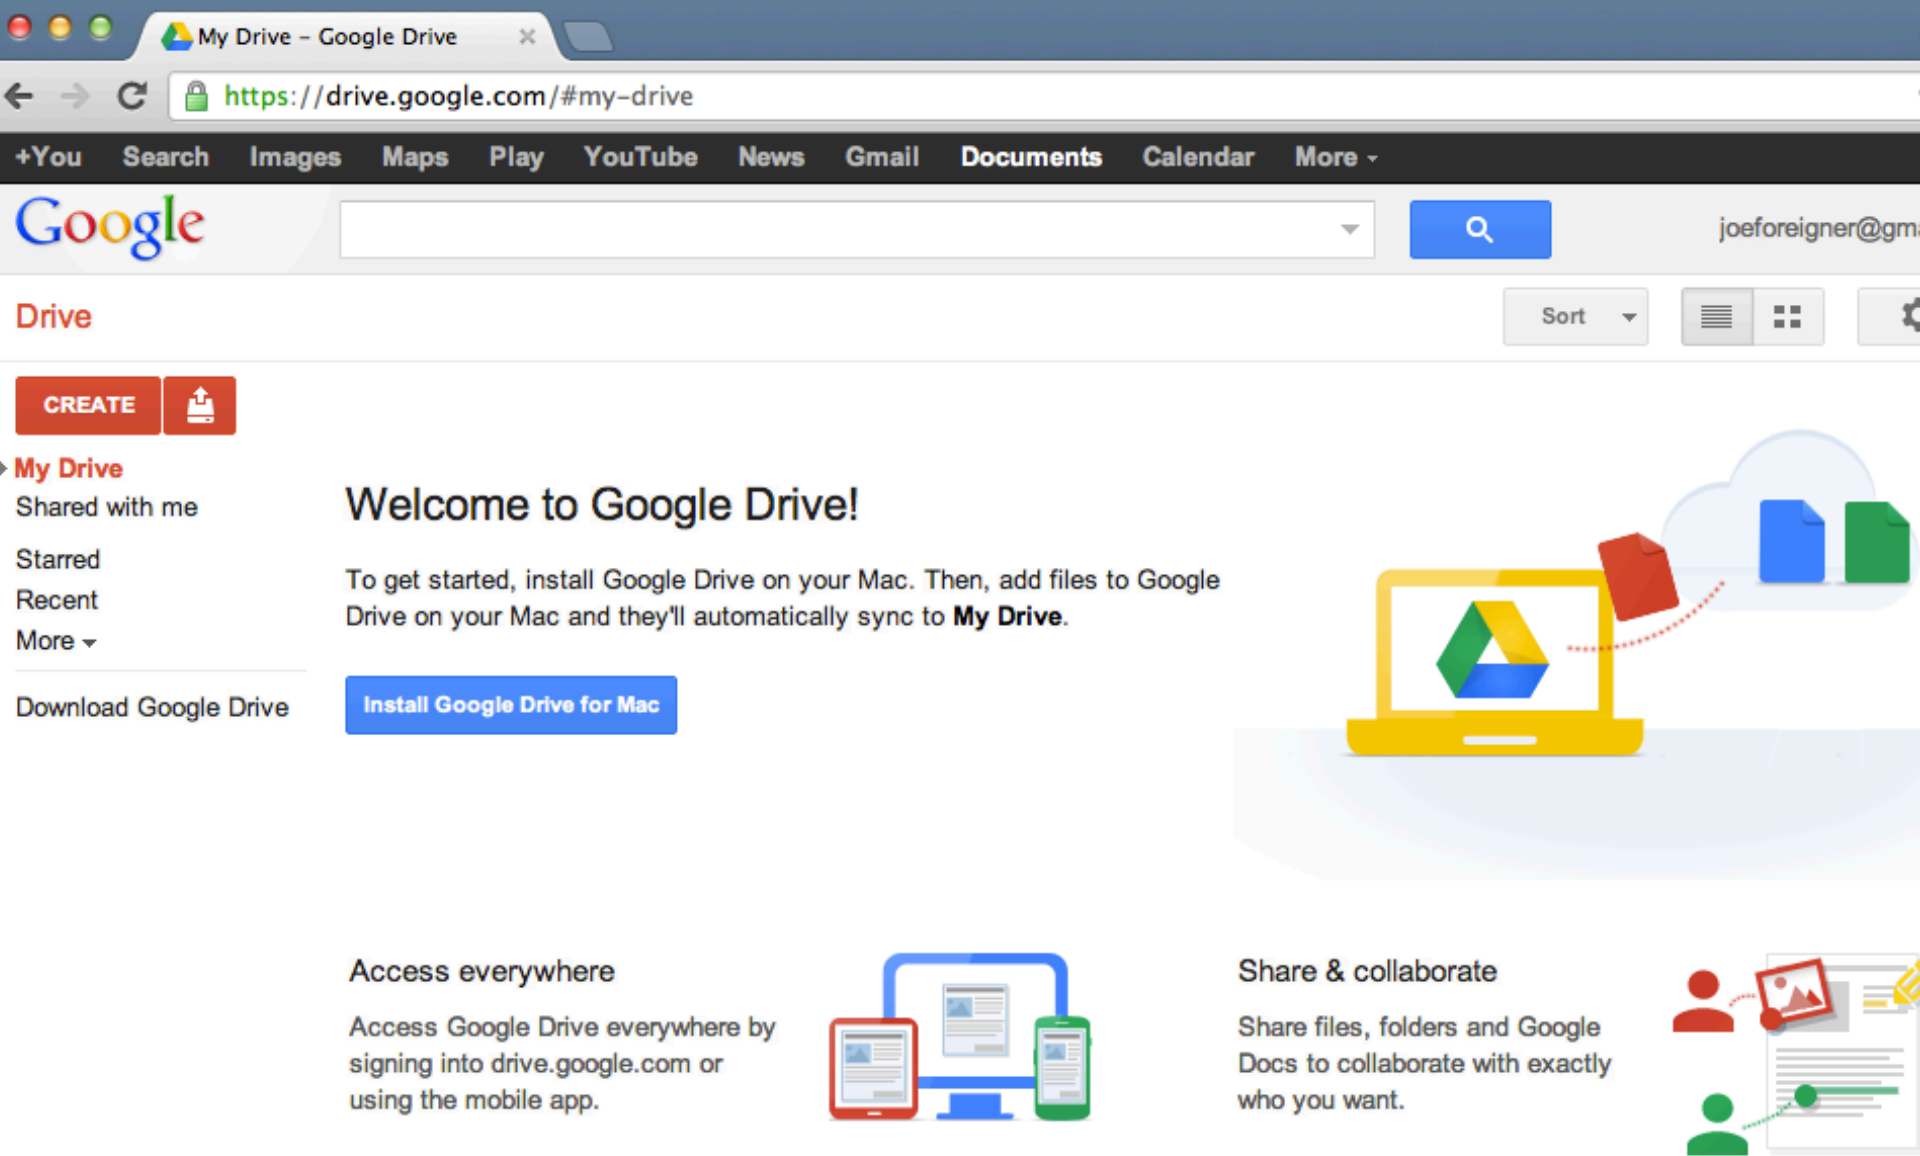 My Drive – Google Drive
https://drive.google.com/#my-drive
+You Search Images Maps Play YouTube News Gmail Documents Calendar More
Google
joeforeigner@gma
Drive
Sort
CREATE
My Drive
Shared with me
Starred
Recent
More
Download Google Drive
Welcome to Google Drive!
To get started, install Google Drive on your Mac. Then, add files to Google
Drive on your Mac and they'll automatically sync to My Drive.
Install Google Drive for Mac
Access everywhere
Access Google Drive everywhere by
signing into drive.google.com or
using the mobile app.
Share & collaborate
Share files, folders and Google
Docs to collaborate with exactly
who you want.